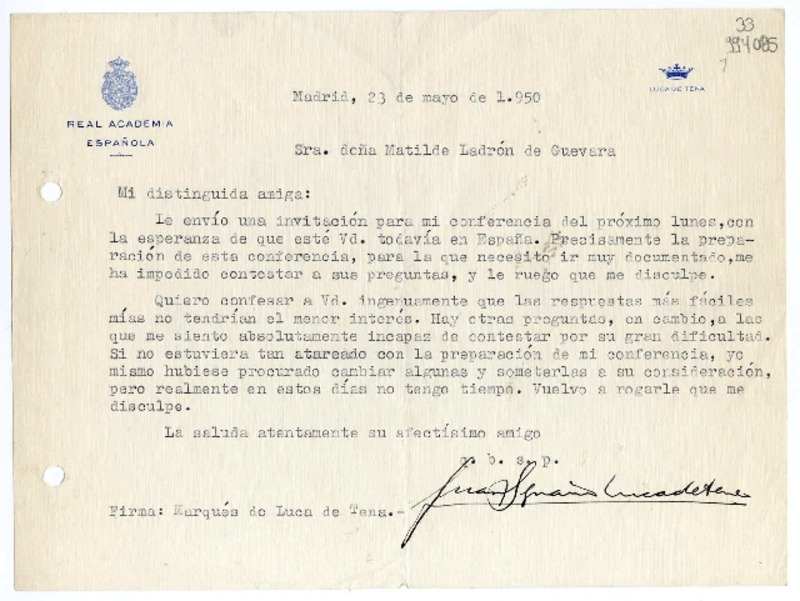 33
994085
REAL ACADEMIA
ESPAÑOLA
LUCA DE TENA
Madrid, 23 de mayo de 1.950
Sra. doña Matilde Ladrón de Guevara
Mi distinguida amiga:
Le envío una invitación para mi conferencia del próximo lunes,con
la esperanza de que esté Vd. todavía en España. Precisamente la prepa-
ración de esta conferencia, para la que necesito ir muy documentado,me
ha impedido contestar a sus preguntas, y le ruego que me disculpe.
Quiero confesar a Vd. ingenuamente que las respuestas más fáciles
mías no tendrían el menor interés. Hay otras preguntas, en cambio,a las
que me siento absolutamente incapaz de contestar por su gran dificultad.
Si no estuviera tan atareado con la preparación de mi conferencia, yo
mismo hubiese procurado cambiar algunas y someterlas a su consideración,
pero realmente en estos días no tengo tiempo. Vuelvo a rogarle que me
disculpe.
La saluda atentamente su afectísimo amigo
q. b. s. p.
Juan Ignacio Luca de Tena
Firma: Marqués de Luca de Tena.-